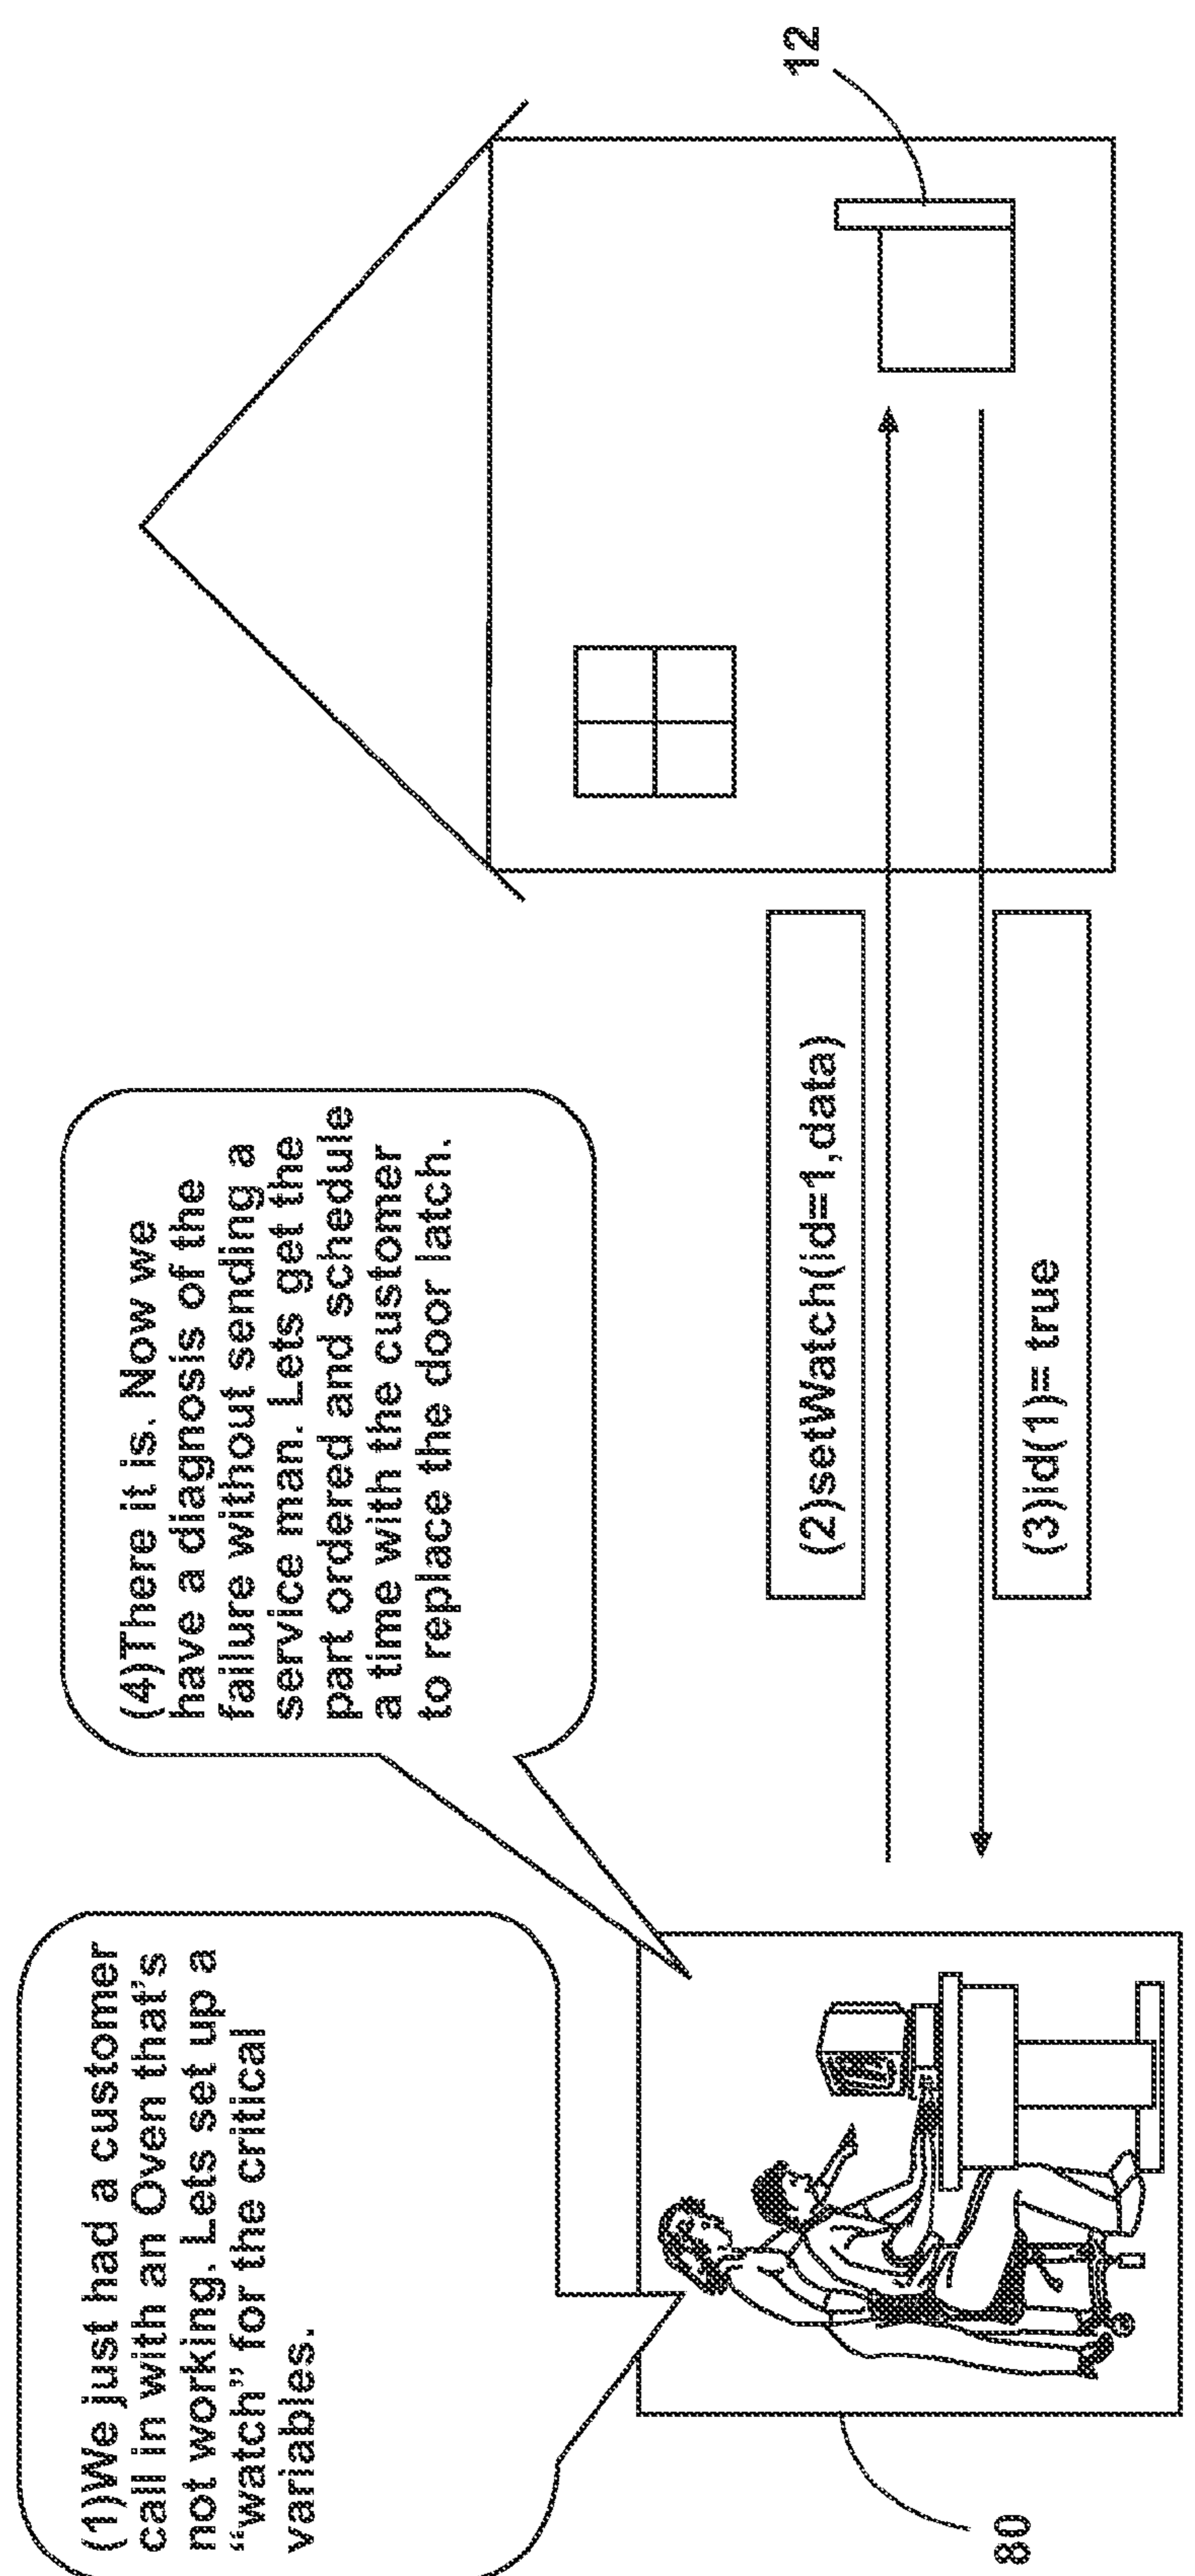 (1)We just had a customer
call in with an Oven that's
not working. Lets set up a
“watch” for the critical
variables.
(4)There it is. Now we
have a diagnosis of the
failure without sending a
service man. Lets get the
part ordered and schedule
a time with the customer
to replace the door latch.
(2)setWatch(id=1,data)
(3)id(1)= true
12
80